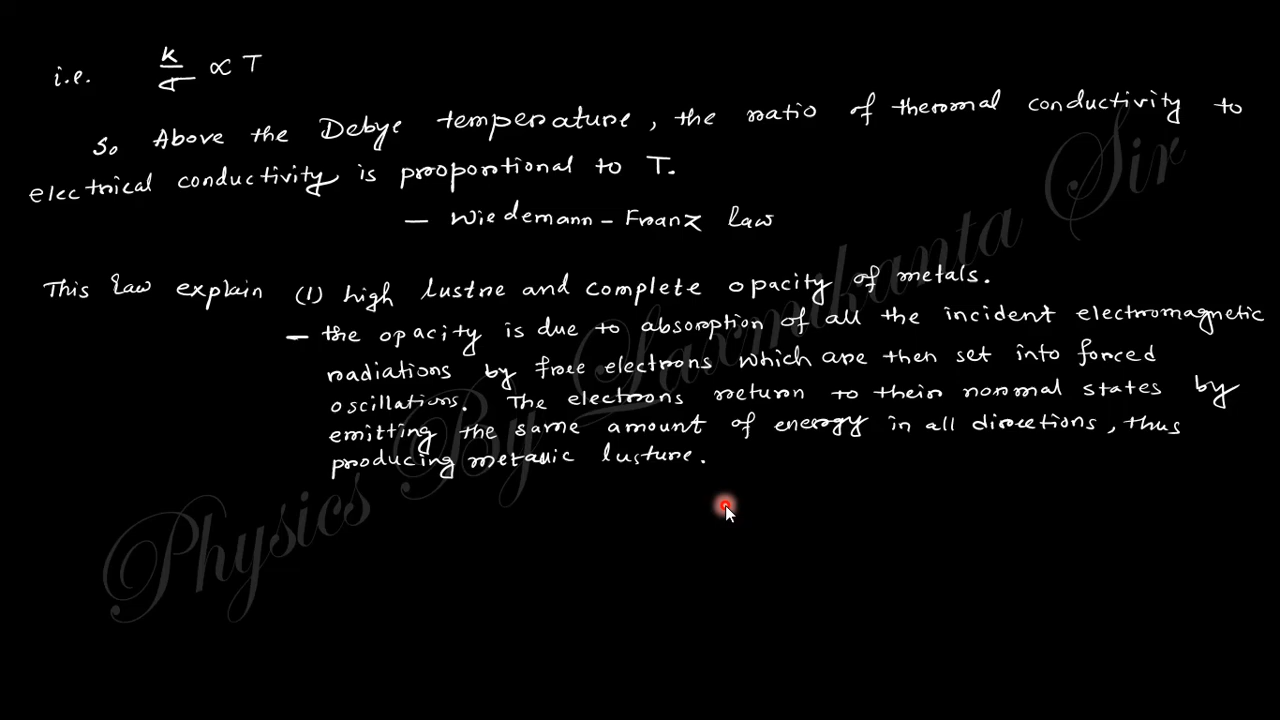 i.e. K/σ ∝ T
So Above the Debye temperature, the ratio of thermal conductivity to
electrical conductivity is proportional to T.
— Wiedemann-Franz law
This law explain (1) high lustre and complete opacity of metals.
– the opacity is due to absorption of all the incident electromagnetic
radiations by free electrons which are then set into forced
oscillations. The electrons return to their normal states by
emitting the same amount of energy in all directions, thus
producing metallic lusture.
Physics By Laxmikanta Sir